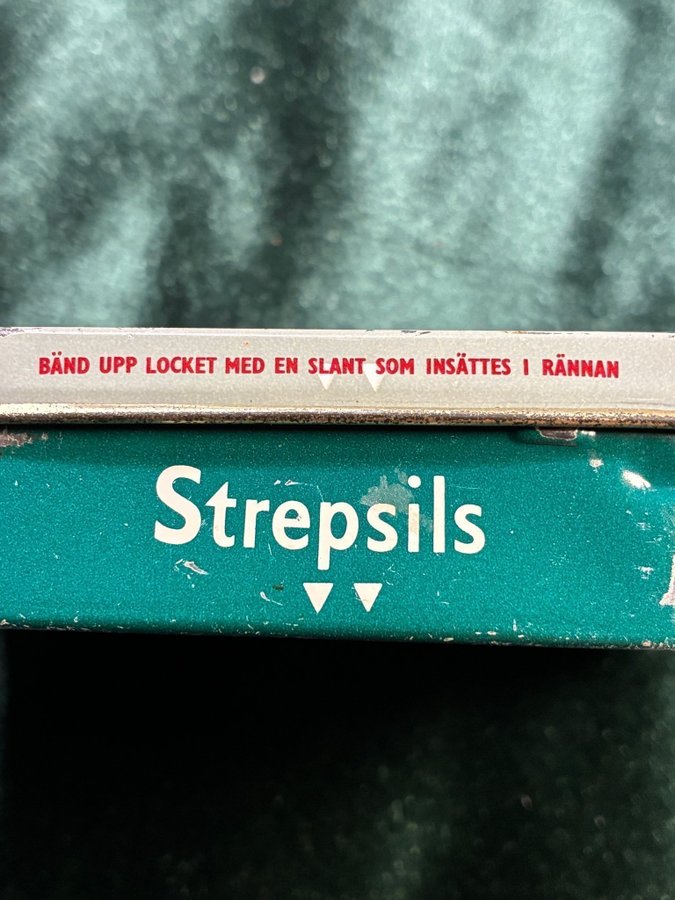 BÄND UPP LOCKET MED EN SLANT SOM INSÄTTES I RÄNNAN
Strepsils